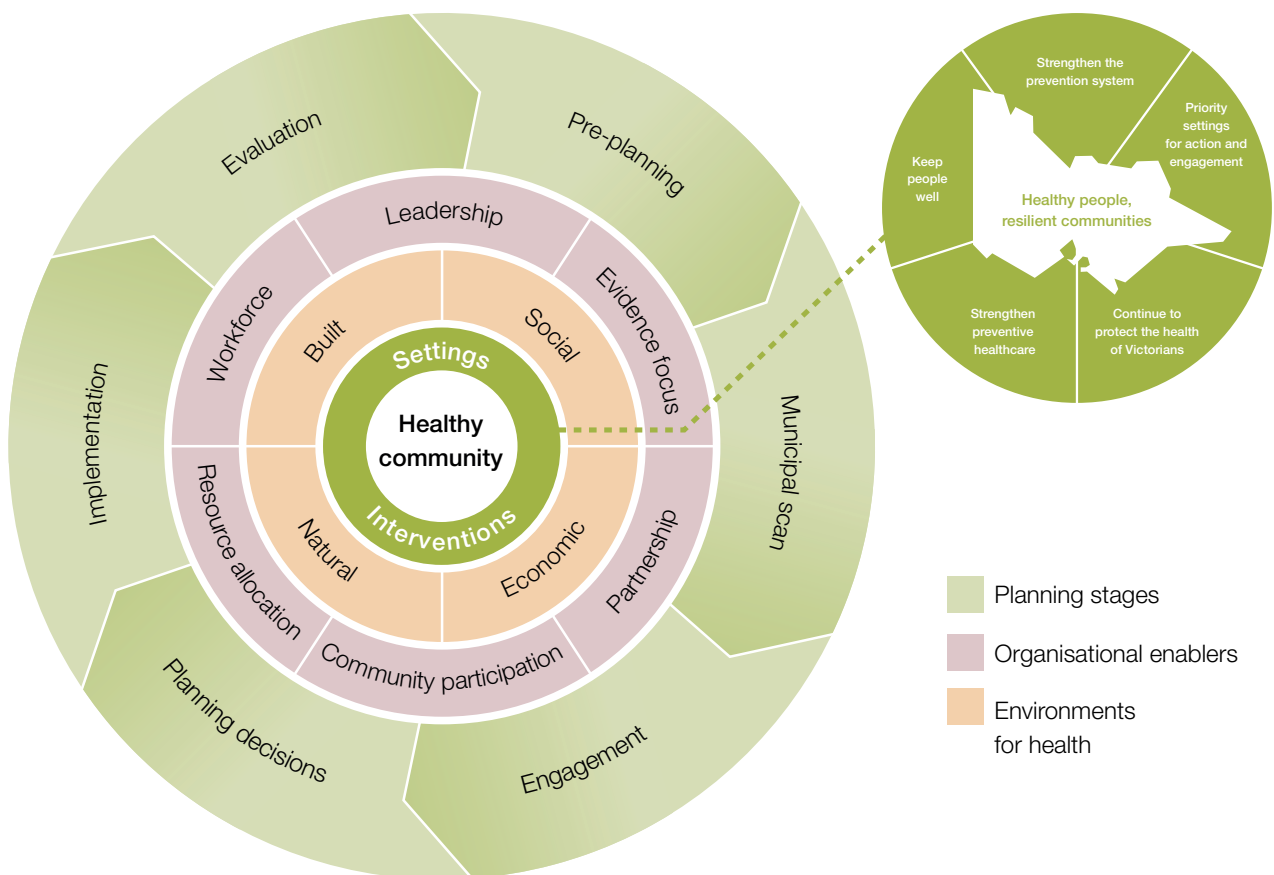 Evaluation
Pre-planning
Municipal scan
Engagement
Planning decisions
Implementation
Leadership
Evidence focus
Partnership
Community participation
Resource allocation
Workforce
Built
Social
Economic
Natural
Settings
Interventions
Healthy
community
Strengthen the
prevention system
Priority
settings
for action and
engagement
Keep
people
well
Healthy people,
resilient communities
Strengthen
preventive
healthcare
Continue to
protect the health
of Victorians
Planning stages
Organisational enablers
Environments
for health